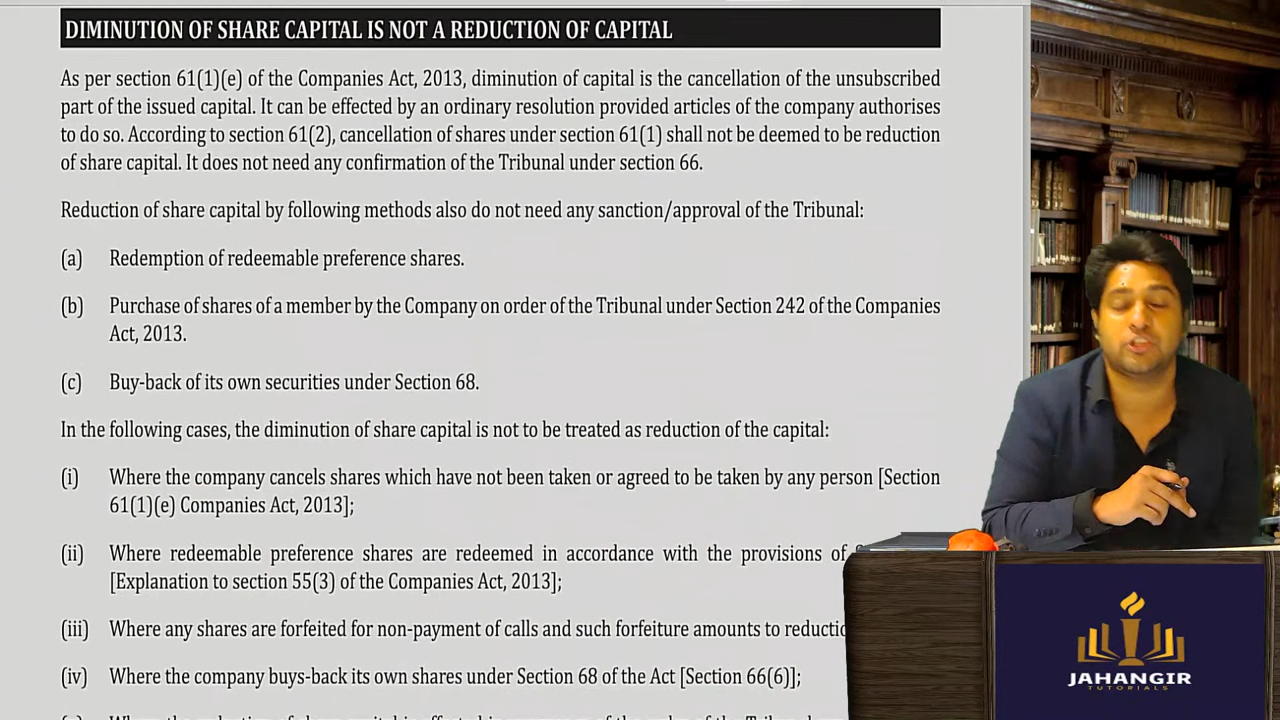 DIMINUTION OF SHARE CAPITAL IS NOT A REDUCTION OF CAPITAL
As per section 61(1)(e) of the Companies Act, 2013, diminution of capital is the cancellation of the unsubscribed
part of the issued capital. It can be effected by an ordinary resolution provided articles of the company authorises
to do so. According to section 61(2), cancellation of shares under section 61(1) shall not be deemed to be reduction
of share capital. It does not need any confirmation of the Tribunal under section 66.
Reduction of share capital by following methods also do not need any sanction/approval of the Tribunal:
(a) Redemption of redeemable preference shares.
(b) Purchase of shares of a member by the Company on order of the Tribunal under Section 242 of the Companies
Act, 2013.
(c) Buy-back of its own securities under Section 68.
In the following cases, the diminution of share capital is not to be treated as reduction of the capital:
(i) Where the company cancels shares which have not been taken or agreed to be taken by any person [Section
61(1)(e) Companies Act, 2013];
(ii) Where redeemable preference shares are redeemed in accordance with the provisions of
[Explanation to section 55(3) of the Companies Act, 2013];
(iii) Where any shares are forfeited for non-payment of calls and such forfeiture amounts to
(iv) Where the company buys-back its own shares under Section 68 of the Act [Section 66(6)];
JAHANGIR
TUTORIALS